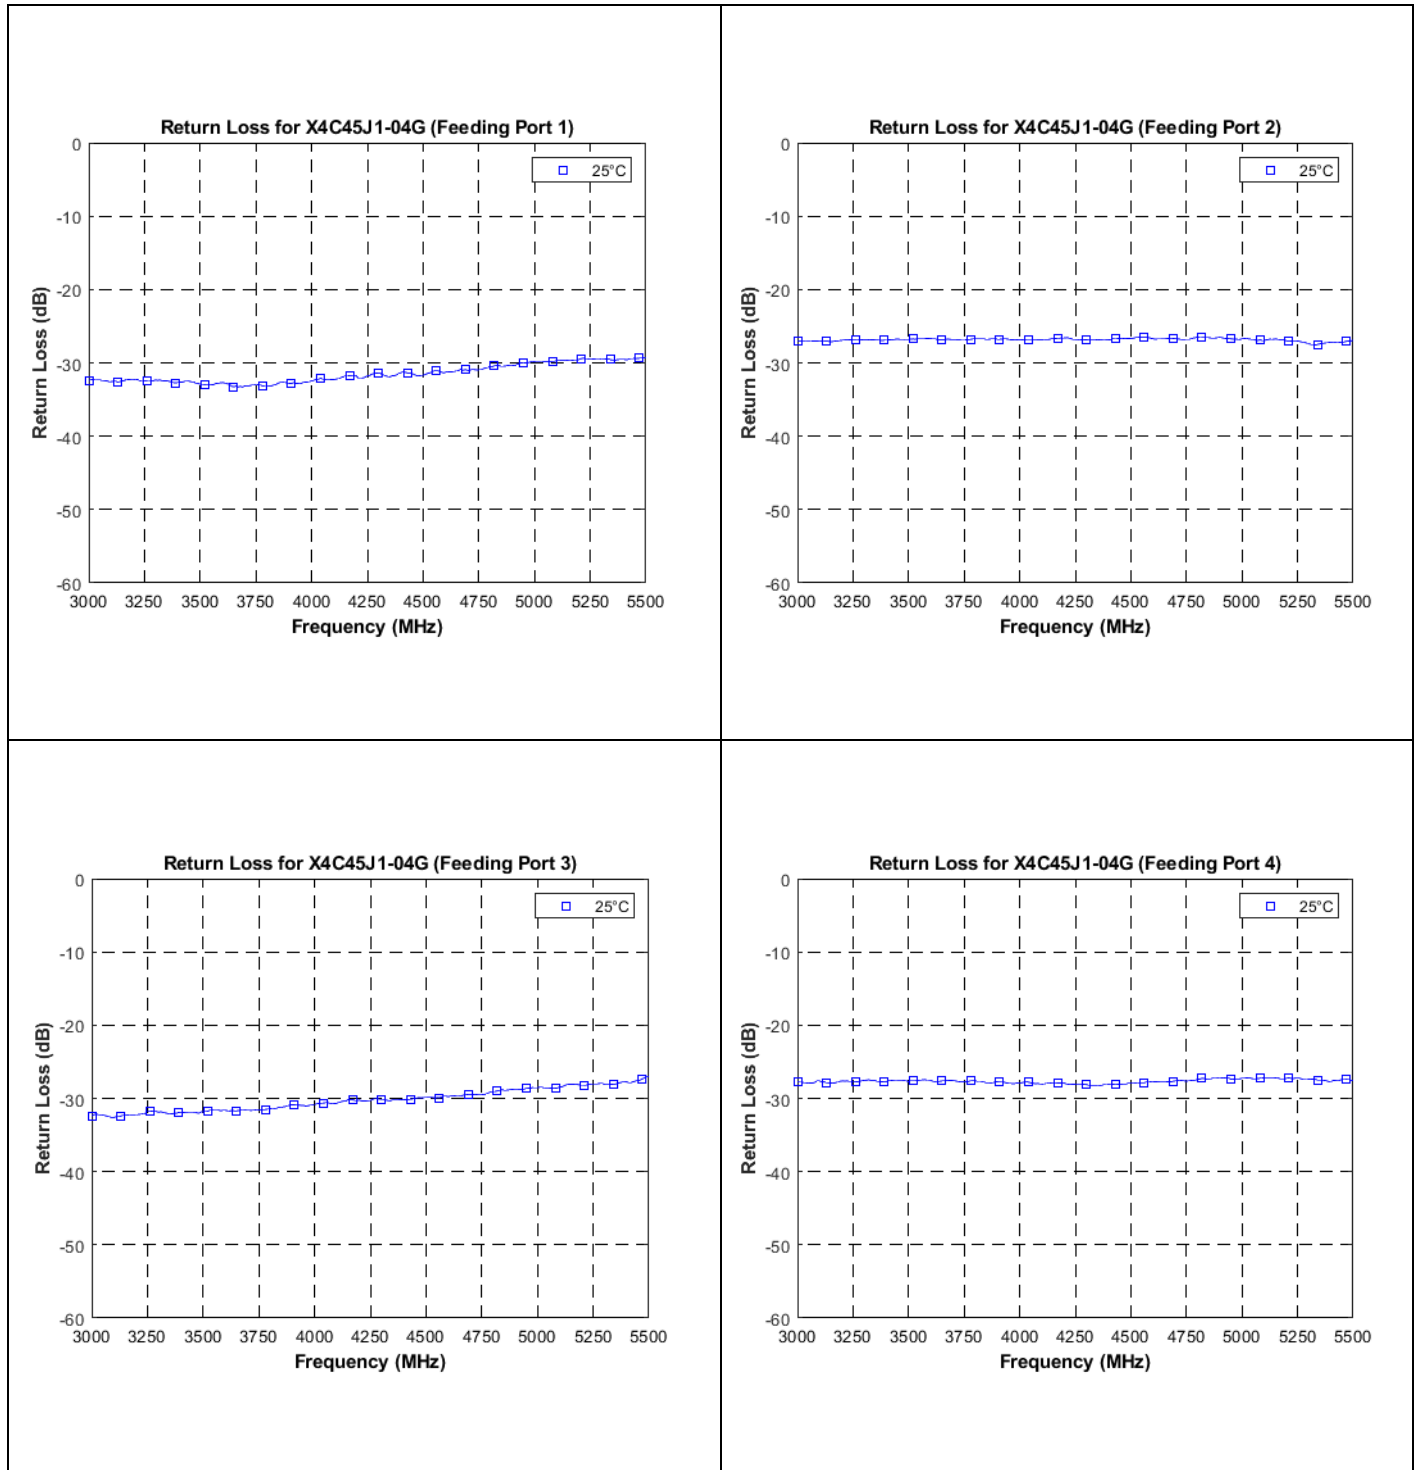 Return Loss for X4C45J1-04G (Feeding Port 1)
25°C
0
-10
-20
-30
-40
-50
-60
Return Loss (dB)
3000 3250 3500 3750 4000 4250 4500 4750 5000 5250 5500
Frequency (MHz)
Return Loss for X4C45J1-04G (Feeding Port 2)
25°C
0
-10
-20
-30
-40
-50
-60
Return Loss (dB)
3000 3250 3500 3750 4000 4250 4500 4750 5000 5250 5500
Frequency (MHz)
Return Loss for X4C45J1-04G (Feeding Port 3)
25°C
0
-10
-20
-30
-40
-50
-60
Return Loss (dB)
3000 3250 3500 3750 4000 4250 4500 4750 5000 5250 5500
Frequency (MHz)
Return Loss for X4C45J1-04G (Feeding Port 4)
25°C
0
-10
-20
-30
-40
-50
-60
Return Loss (dB)
3000 3250 3500 3750 4000 4250 4500 4750 5000 5250 5500
Frequency (MHz)